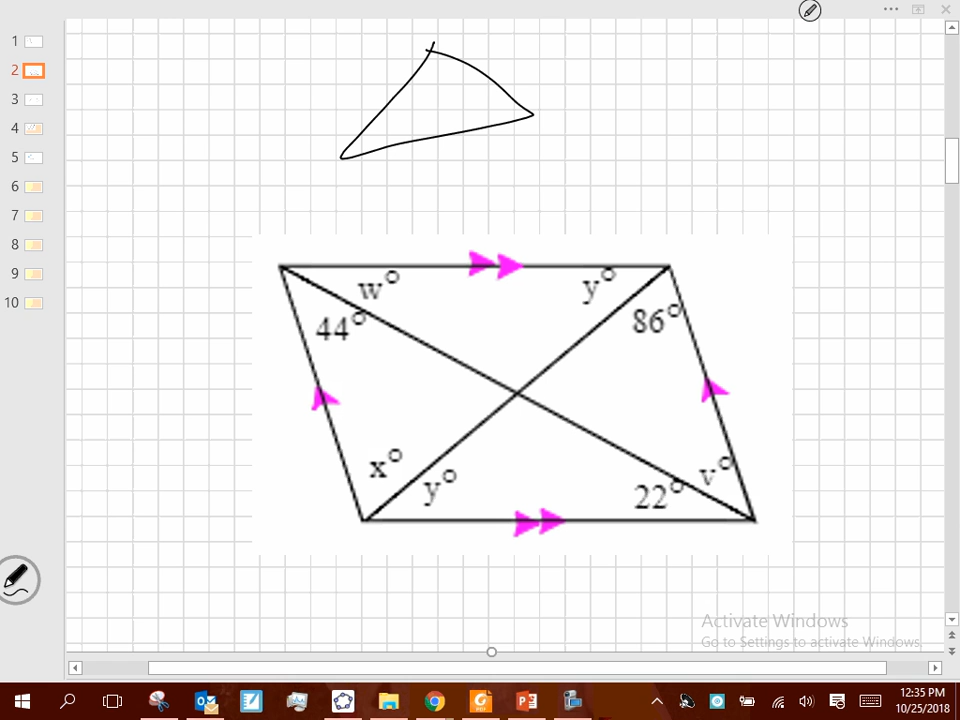 1
2
3
4
5
6
7
8
9
10
w°
y°
44°
86°
x°
y°
22°
v°
Activate Windows
Go to Settings to activate Windows.
12:35 PM
10/25/2018